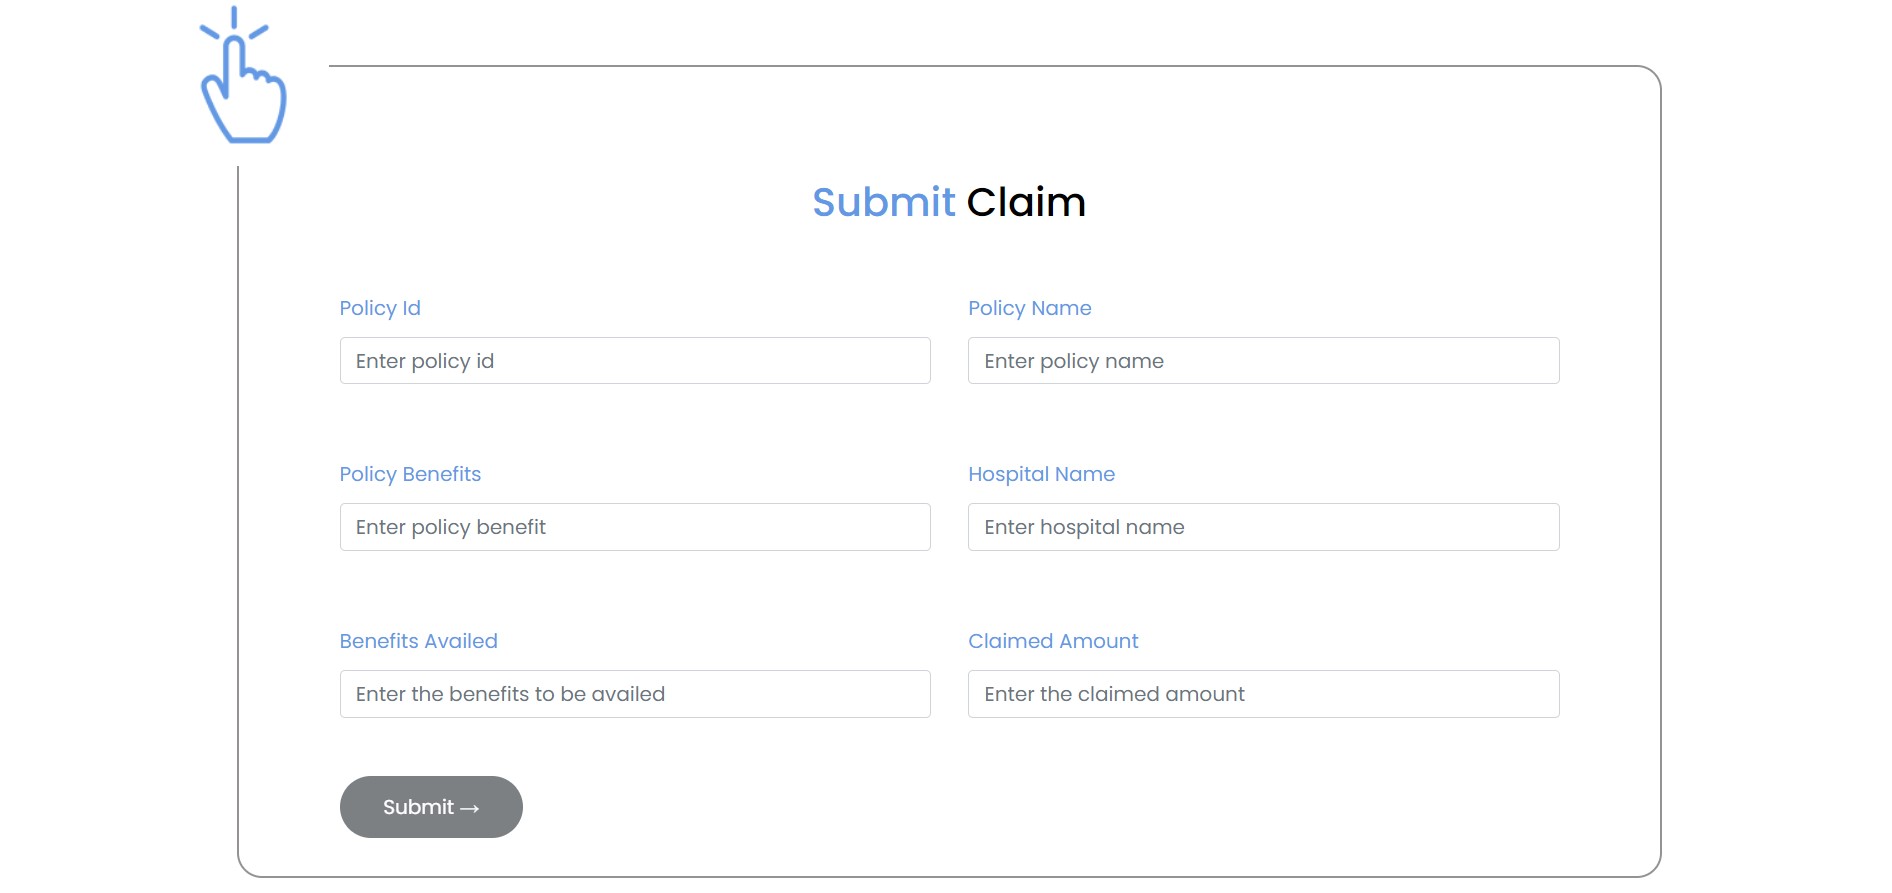 Submit Claim
Policy Id
Policy Name
Enter policy id
Enter policy name
Policy Benefits
Hospital Name
Enter policy benefit
Enter hospital name
Benefits Availed
Claimed Amount
Enter the benefits to be availed
Enter the claimed amount
Submit →